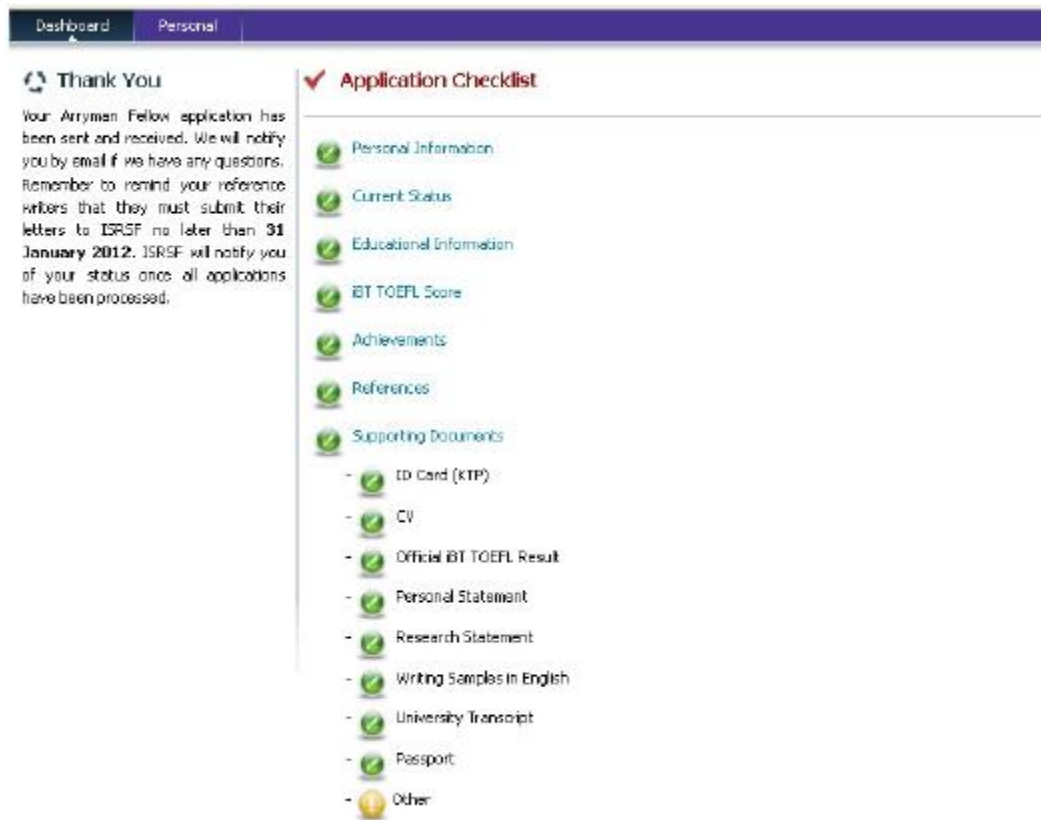 Dashboard Personal
Thank You
Your Arryman Fellow application has
been sent and received. We will notify
you by email if we have any questions.
Remember to remind your reference
writers that they must submit their
letters to ISRSF no later than 31
January 2012. ISRSF will notify you
of your status once all applications
have been processed.
Application Checklist
Personal Information
Current Status
Educational Information
iBT TOEFL Score
Achievements
References
Supporting Documents
- ID Card (KTP)
- CV
- Official iBT TOEFL Result
- Personal Statement
- Research Statement
- Writing Samples in English
- University Transcript
- Passport
- Other